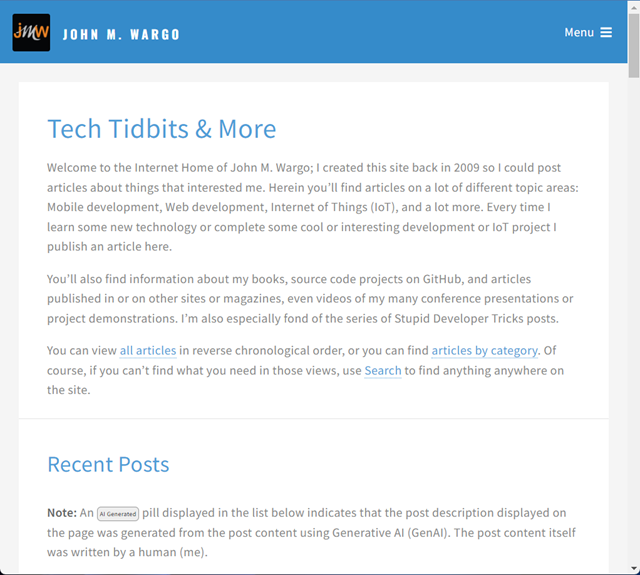 JMW JOHN M. WARGO Menu
Tech Tidbits & More
Welcome to the Internet Home of John M. Wargo; I created this site back in 2009 so I could post
articles about things that interested me. Herein you'll find articles on a lot of different topic areas:
Mobile development, Web development, Internet of Things (IoT), and a lot more. Every time I
learn some new technology or complete some cool or interesting development or IoT project I
publish an article here.
You'll also find information about my books, source code projects on GitHub, and articles
published in or on other sites or magazines, even videos of my many conference presentations or
project demonstrations. I'm also especially fond of the series of Stupid Developer Tricks posts.
You can view all articles in reverse chronological order, or you can find articles by category. Of
course, if you can't find what you need in those views, use Search to find anything anywhere on
the site.
Recent Posts
Note: An AI Generated pill displayed in the list below indicates that the post description displayed on
the page was generated from the post content using Generative AI (GenAI). The post content itself
was written by a human (me).